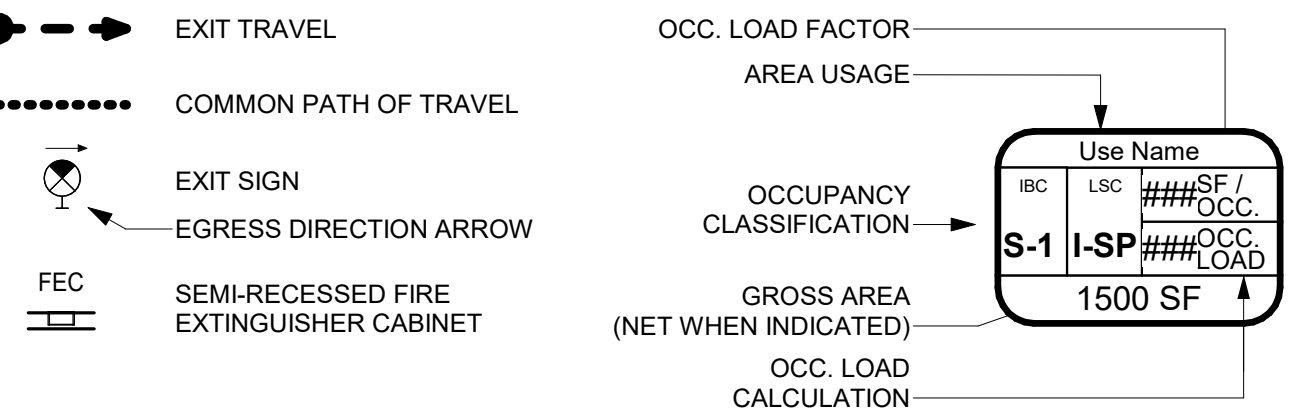 EXIT TRAVEL
COMMON PATH OF TRAVEL
EXIT SIGN
EGRESS DIRECTION ARROW
FEC
SEMI-RECESSED FIRE
EXTINGUISHER CABINET
OCC. LOAD FACTOR
AREA USAGE
OCCUPANCY
CLASSIFICATION
GROSS AREA
(NET WHEN INDICATED)
OCC. LOAD
CALCULATION
Use Name
IBC LSC ###SF /
OCC.
S-1 I-SP ###OCC.
LOAD
1500 SF